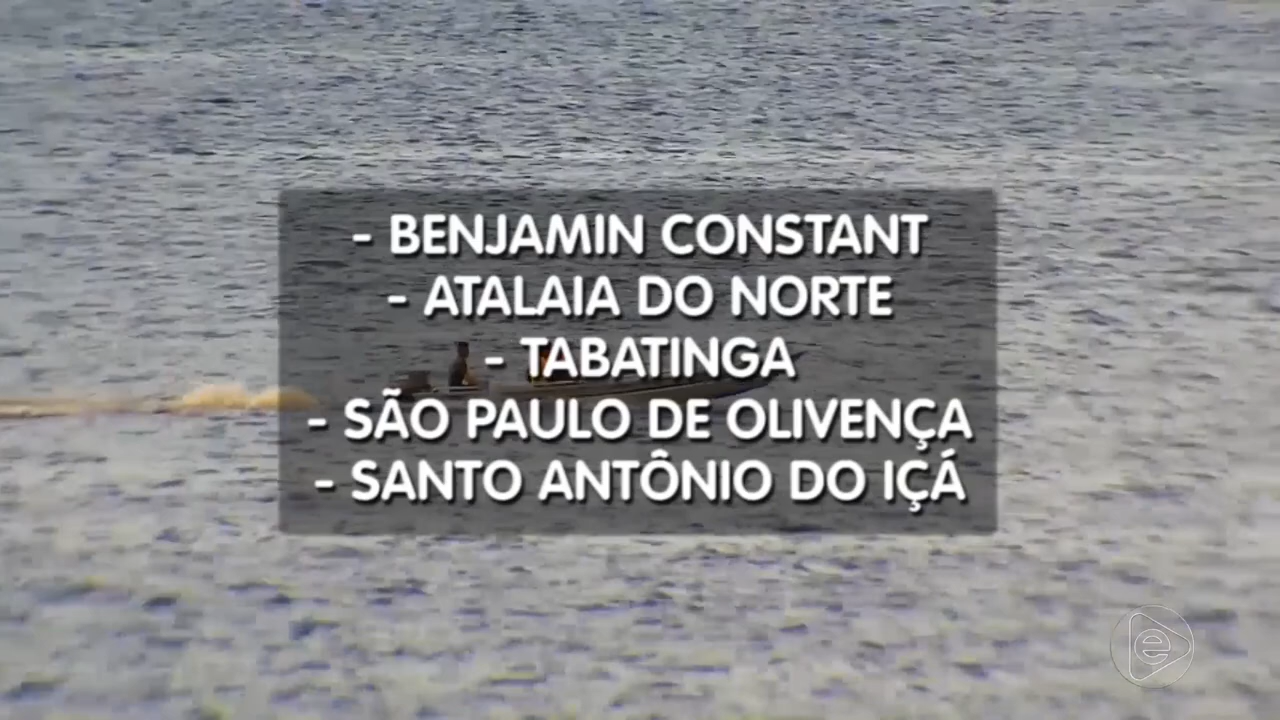 - BENJAMIN CONSTANT
- ATALAIA DO NORTE
- TABATINGA
- SÃO PAULO DE OLIVENÇA
- SANTO ANTÔNIO DO IÇÁ
e